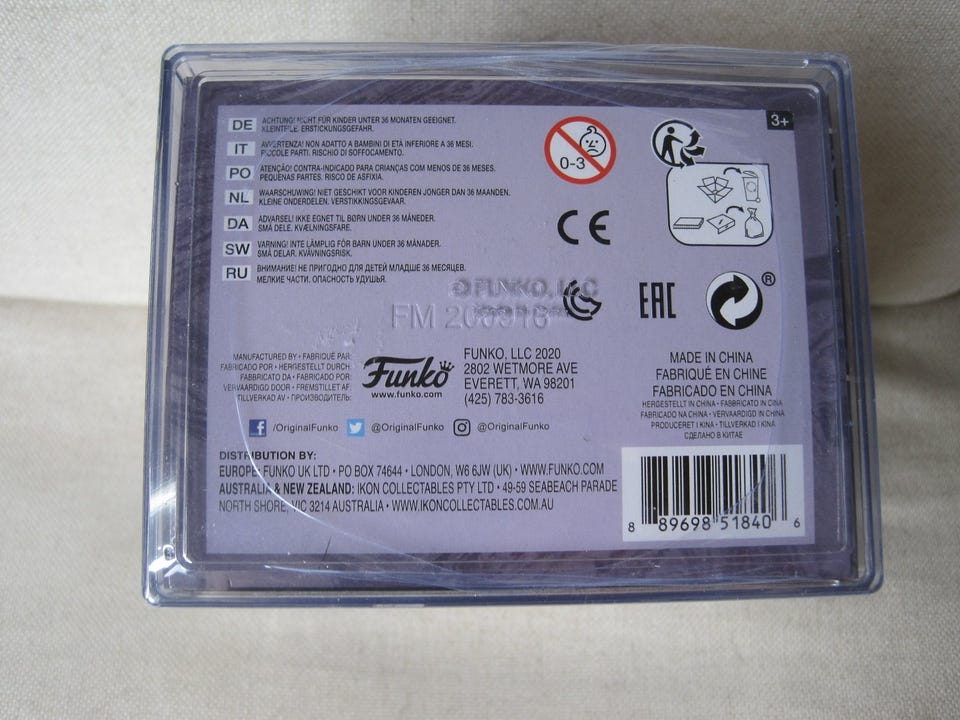 DE ACHTUNG! NICHT FÜR KINDER UNTER 36 MONATEN GEEIGNET.
KLEINTEILE. ERSTICKUNGSGEFAHR.
IT AVVERTENZA! NON ADATTO A BAMBINI DI ETÀ INFERIORE A 36 MESI.
PICCOLE PARTI. RISCHIO DI SOFFOCAMENTO.
PO ATENÇÃO! CONTRA-INDICADO PARA CRIANÇAS COM MENOS DE 36 MESES.
PEQUENAS PARTES. RISCO DE ASFIXIA.
NL WAARSCHUWING! NIET GESCHIKT VOOR KINDEREN JONGER DAN 36 MAANDEN.
KLEINE ONDERDELEN. VERSTIKKINGSGEVAAR.
DA ADVARSEL! IKKE EGNET TIL BØRN UNDER 36 MÅNEDER.
SMÅ DELE. KVÆLNINGSFARE.
SW VARNING! INTE LÄMPLIG FÖR BARN UNDER 36 MÅNADER.
SMÅ DELAR. KVÄVNINGSRISK.
RU ВНИМАНИЕ! НЕ ПРИГОДНО ДЛЯ ДЕТЕЙ МЛАДШЕ 36 МЕСЯЦЕВ.
МЕЛКИЕ ЧАСТИ. ОПАСНОСТЬ УДУШЬЯ.
0-3
3+
CE
© FUNKO, LLC
FM
EAC
®
MANUFACTURED BY • FABRIQUÉ PAR:
FABRICADO POR • HERGESTELLT DURCH:
FABBRICATO DA • FABRICADO POR:
VERVAARDIGD DOOR • FREMSTILLET AF:
TILLVERKAD AV • ПРОИЗВОДИТЕЛЬ:
Funko
www.funko.com
FUNKO, LLC 2020
2802 WETMORE AVE
EVERETT, WA 98201
(425) 783-3616
MADE IN CHINA
FABRIQUÉ EN CHINE
FABRICADO EN CHINA
HERGESTELLT IN CHINA • FABBRICATO IN CINA
FABRICADO NA CHINA • VERVAARDIGD IN CHINA
PRODUCERET I KINA • TILLVERKAD I KINA
СДЕЛАНО В КИТАЕ
/OriginalFunko @OriginalFunko @OriginalFunko
DISTRIBUTION BY:
EUROPE: FUNKO UK LTD • PO BOX 74644 • LONDON, W6 6JW (UK) • WWW.FUNKO.COM
AUSTRALIA & NEW ZEALAND: IKON COLLECTABLES PTY LTD • 49-59 SEABEACH PARADE
NORTH SHORE, VIC 3214 AUSTRALIA • WWW.IKONCOLLECTABLES.COM.AU
8 89698 51840 6